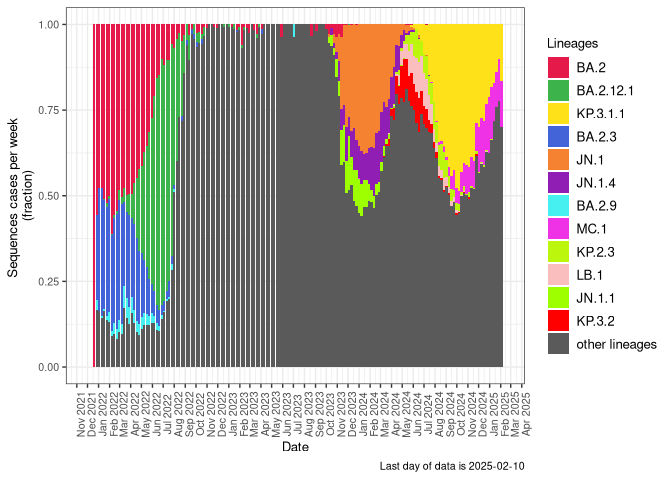 1.00
0.75
0.50
0.25
0.00
Sequences cases per week
(fraction)
Nov 2021
Dec 2021
Jan 2022
Feb 2022
Mar 2022
Apr 2022
May 2022
Jun 2022
Jul 2022
Aug 2022
Sep 2022
Oct 2022
Nov 2022
Dec 2022
Jan 2023
Feb 2023
Mar 2023
Apr 2023
May 2023
Jun 2023
Jul 2023
Aug 2023
Sep 2023
Oct 2023
Nov 2023
Dec 2023
Jan 2024
Feb 2024
Mar 2024
Apr 2024
May 2024
Jun 2024
Jul 2024
Aug 2024
Sep 2024
Oct 2024
Nov 2024
Dec 2024
Jan 2025
Feb 2025
Mar 2025
Apr 2025
Date
Lineages
BA.2
BA.2.12.1
KP.3.1.1
BA.2.3
JN.1
JN.1.4
BA.2.9
MC.1
KP.2.3
LB.1
JN.1.1
KP.3.2
other lineages
Last day of data is 2025-02-10